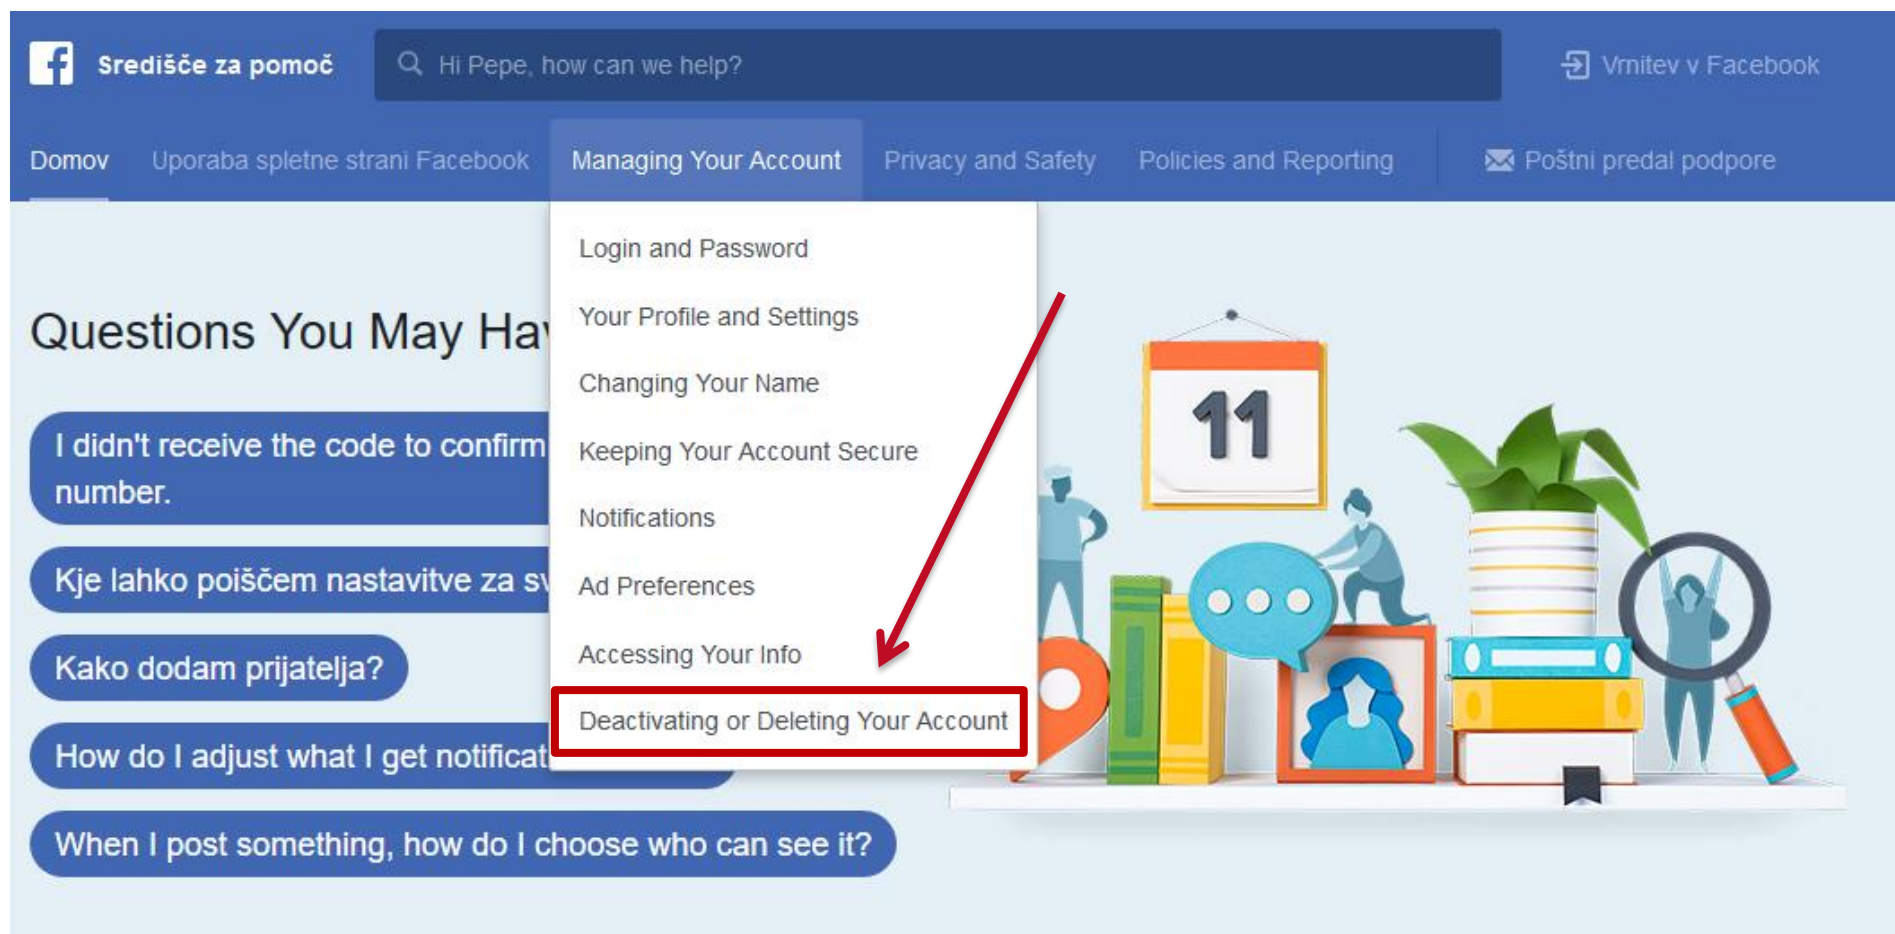 f
Središče za pomoč
Hi Pepe, how can we help?
Vrnitev v Facebook
Domov
Uporaba spletne strani Facebook
Managing Your Account
Privacy and Safety
Policies and Reporting
Poštni predal podpore
Login and Password
Your Profile and Settings
Changing Your Name
Keeping Your Account Secure
Notifications
Ad Preferences
Accessing Your Info
Deactivating or Deleting Your Account
Questions You May Hav
I didn't receive the code to confirm
number.
Kje lahko poiščem nastavitve za sv
Kako dodam prijatelja?
How do I adjust what I get notificat
When I post something, how do I choose who can see it?
11